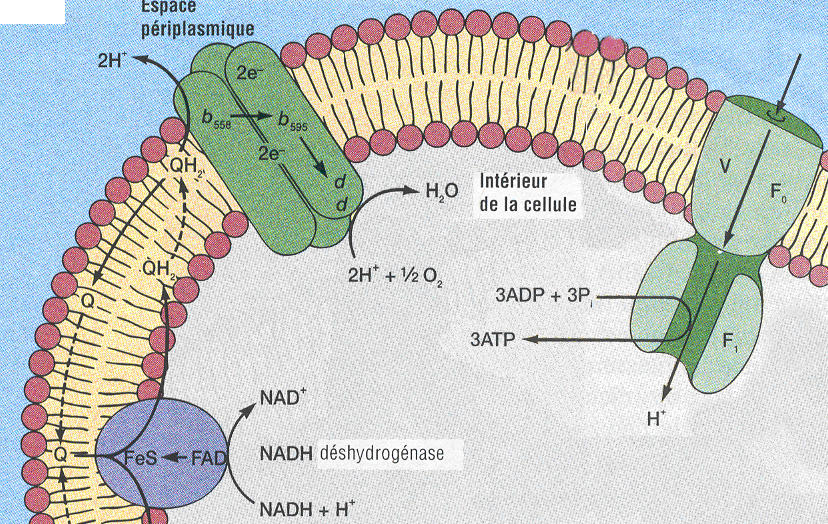 Espace
périplasmique
2H⁺
2e⁻
b₅₅₈ b₅₉₅
2e⁻
d
d
QH₂
QH₂
Q
Q
H₂O
2H⁺ + ½ O₂
Intérieur
de la cellule
V
F₀
3ADP + 3Pᵢ
3ATP
F₁
H⁺
NAD⁺
FeS FAD
NADH déshydrogénase
NADH + H⁺